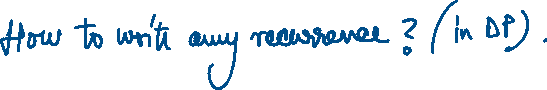 How to write any recurrence? (in DP).